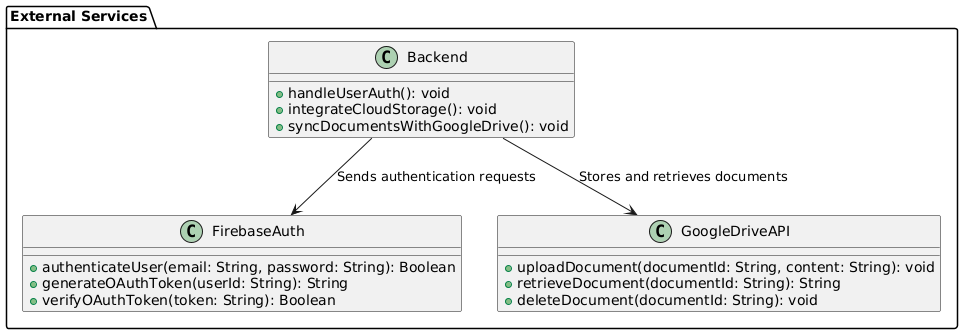 External Services
C Backend
handleUserAuth(): void
integrateCloudStorage(): void
syncDocumentsWithGoogleDrive(): void
Sends authentication requests
Stores and retrieves documents
C FirebaseAuth
authenticateUser(email: String, password: String): Boolean
generateOAuthToken(userId: String): String
verifyOAuthToken(token: String): Boolean
C GoogleDriveAPI
uploadDocument(documentId: String, content: String): void
retrieveDocument(documentId: String): String
deleteDocument(documentId: String): void